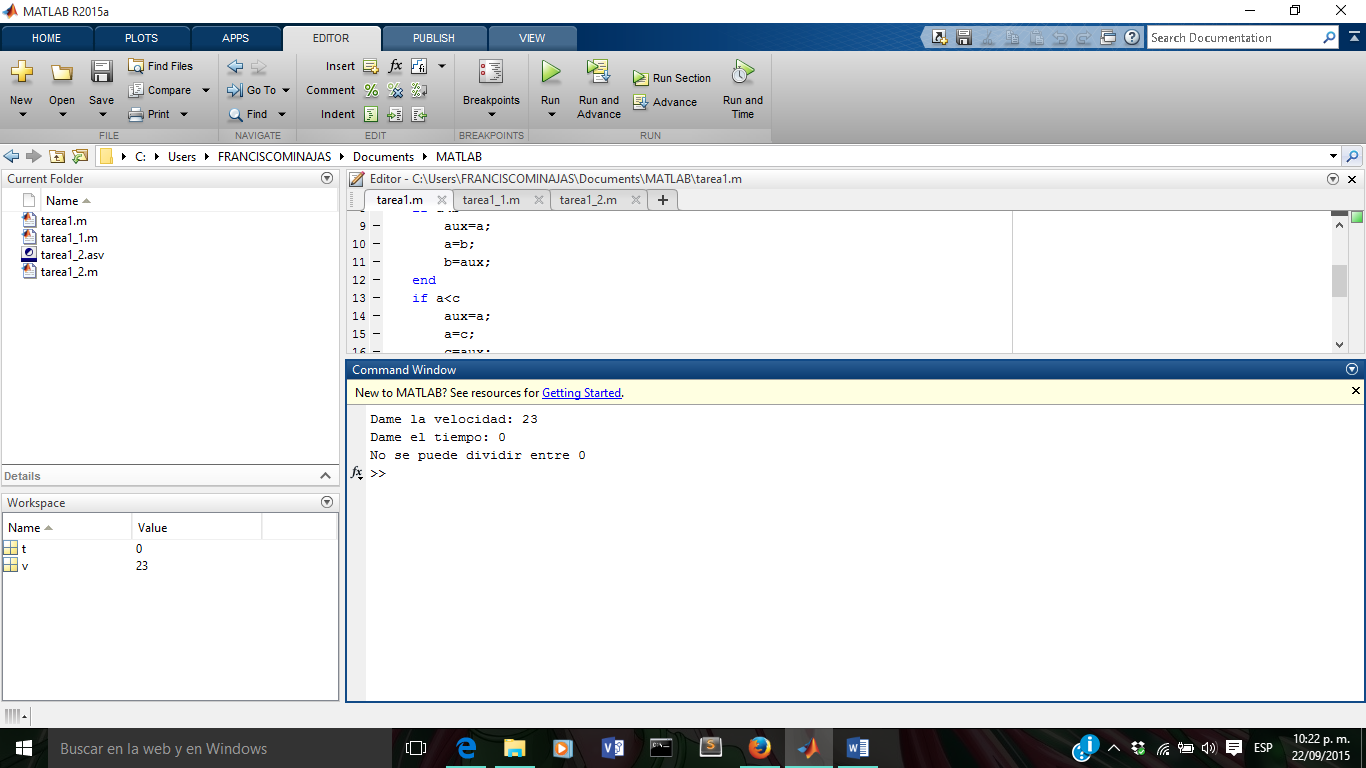 MATLAB R2015a
HOME PLOTS APPS EDITOR PUBLISH VIEW
Search Documentation
New Open Save Find Files Compare Print
Go To Find
Insert fx
Comment
Indent
Breakpoints
Run Run and Advance Run Section Advance Run and Time
FILE NAVIGATE EDIT BREAKPOINTS RUN
C: Users FRANCISCOMINAJAS Documents MATLAB
Current Folder
Name
tarea1.m
tarea1_1.m
tarea1_2.asv
tarea1_2.m
Details
Workspace
Name Value
t 0
v 23
Editor - C:\Users\FRANCISCOMINAJAS\Documents\MATLAB\tarea1.m
tarea1.m tarea1_1.m tarea1_2.m
9 aux=a;
10 a=b;
11 b=aux;
12 end
13 if a<c
14 aux=a;
15 a=c;
16 c=aux;
Command Window
New to MATLAB? See resources for Getting Started.
Dame la velocidad: 23
Dame el tiempo: 0
No se puede dividir entre 0
fx >>
Buscar en la web y en Windows
ESP
10:22 p. m.
22/09/2015